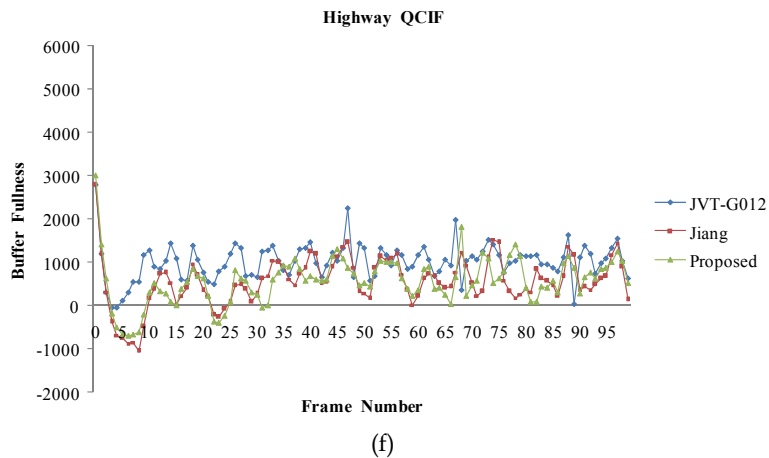 Highway QCIF
6000
5000
4000
3000
2000
1000
0
-1000
-2000
0 5 10 15 20 25 30 35 40 45 50 55 60 65 70 75 80 85 90 95
Buffer Fullness
Frame Number
JVT-G012
Jiang
Proposed
(f)